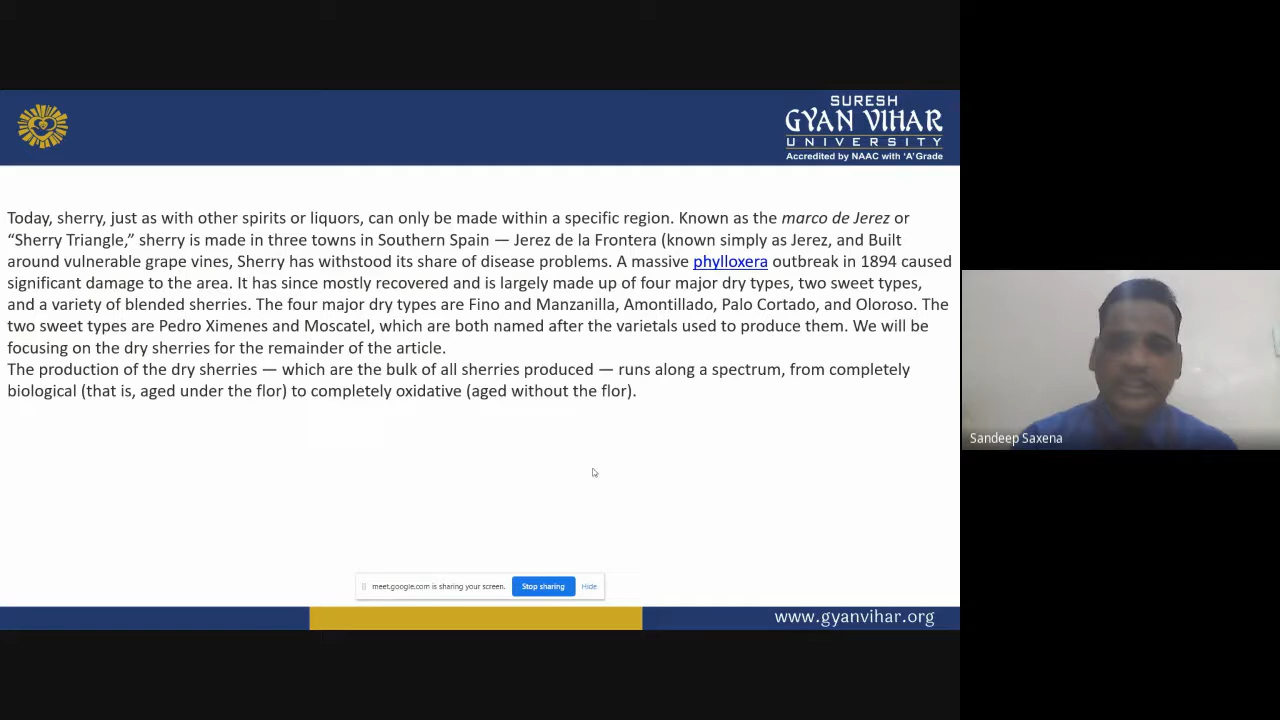 SURESH
GYAN VIHAR
UNIVERSITY
Accredited by NAAC with 'A' Grade
Today, sherry, just as with other spirits or liquors, can only be made within a specific region. Known as the marco de Jerez or
“Sherry Triangle,” sherry is made in three towns in Southern Spain — Jerez de la Frontera (known simply as Jerez, and Built
around vulnerable grape vines, Sherry has withstood its share of disease problems. A massive phylloxera outbreak in 1894 caused
significant damage to the area. It has since mostly recovered and is largely made up of four major dry types, two sweet types,
and a variety of blended sherries. The four major dry types are Fino and Manzanilla, Amontillado, Palo Cortado, and Oloroso. The
two sweet types are Pedro Ximenes and Moscatel, which are both named after the varietals used to produce them. We will be
focusing on the dry sherries for the remainder of the article.
The production of the dry sherries — which are the bulk of all sherries produced — runs along a spectrum, from completely
biological (that is, aged under the flor) to completely oxidative (aged without the flor).
Sandeep Saxena
meet.google.com is sharing your screen. Stop sharing Hide
www.gyanvihar.org